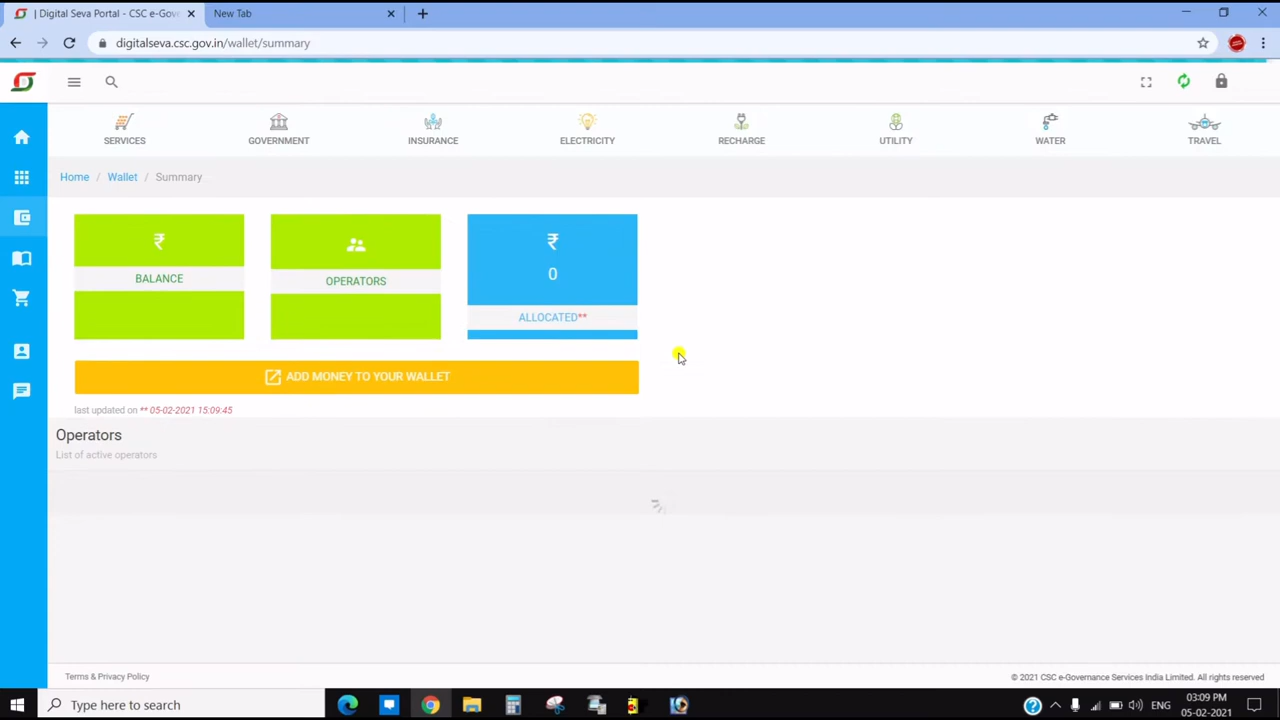 | Digital Seva Portal - CSC e-Gove
New Tab
digitalseva.csc.gov.in/wallet/summary
SERVICES
GOVERNMENT
INSURANCE
ELECTRICITY
RECHARGE
UTILITY
WATER
TRAVEL
Home / Wallet / Summary
₹
₹
0
BALANCE
OPERATORS
ALLOCATED**
ADD MONEY TO YOUR WALLET
last updated on ** 05-02-2021 15:09:45
Operators
List of active operators
Terms & Privacy Policy
© 2021 CSC e-Governance Services India Limited. All rights reserved
Type here to search
ENG
03:09 PM
05-02-2021